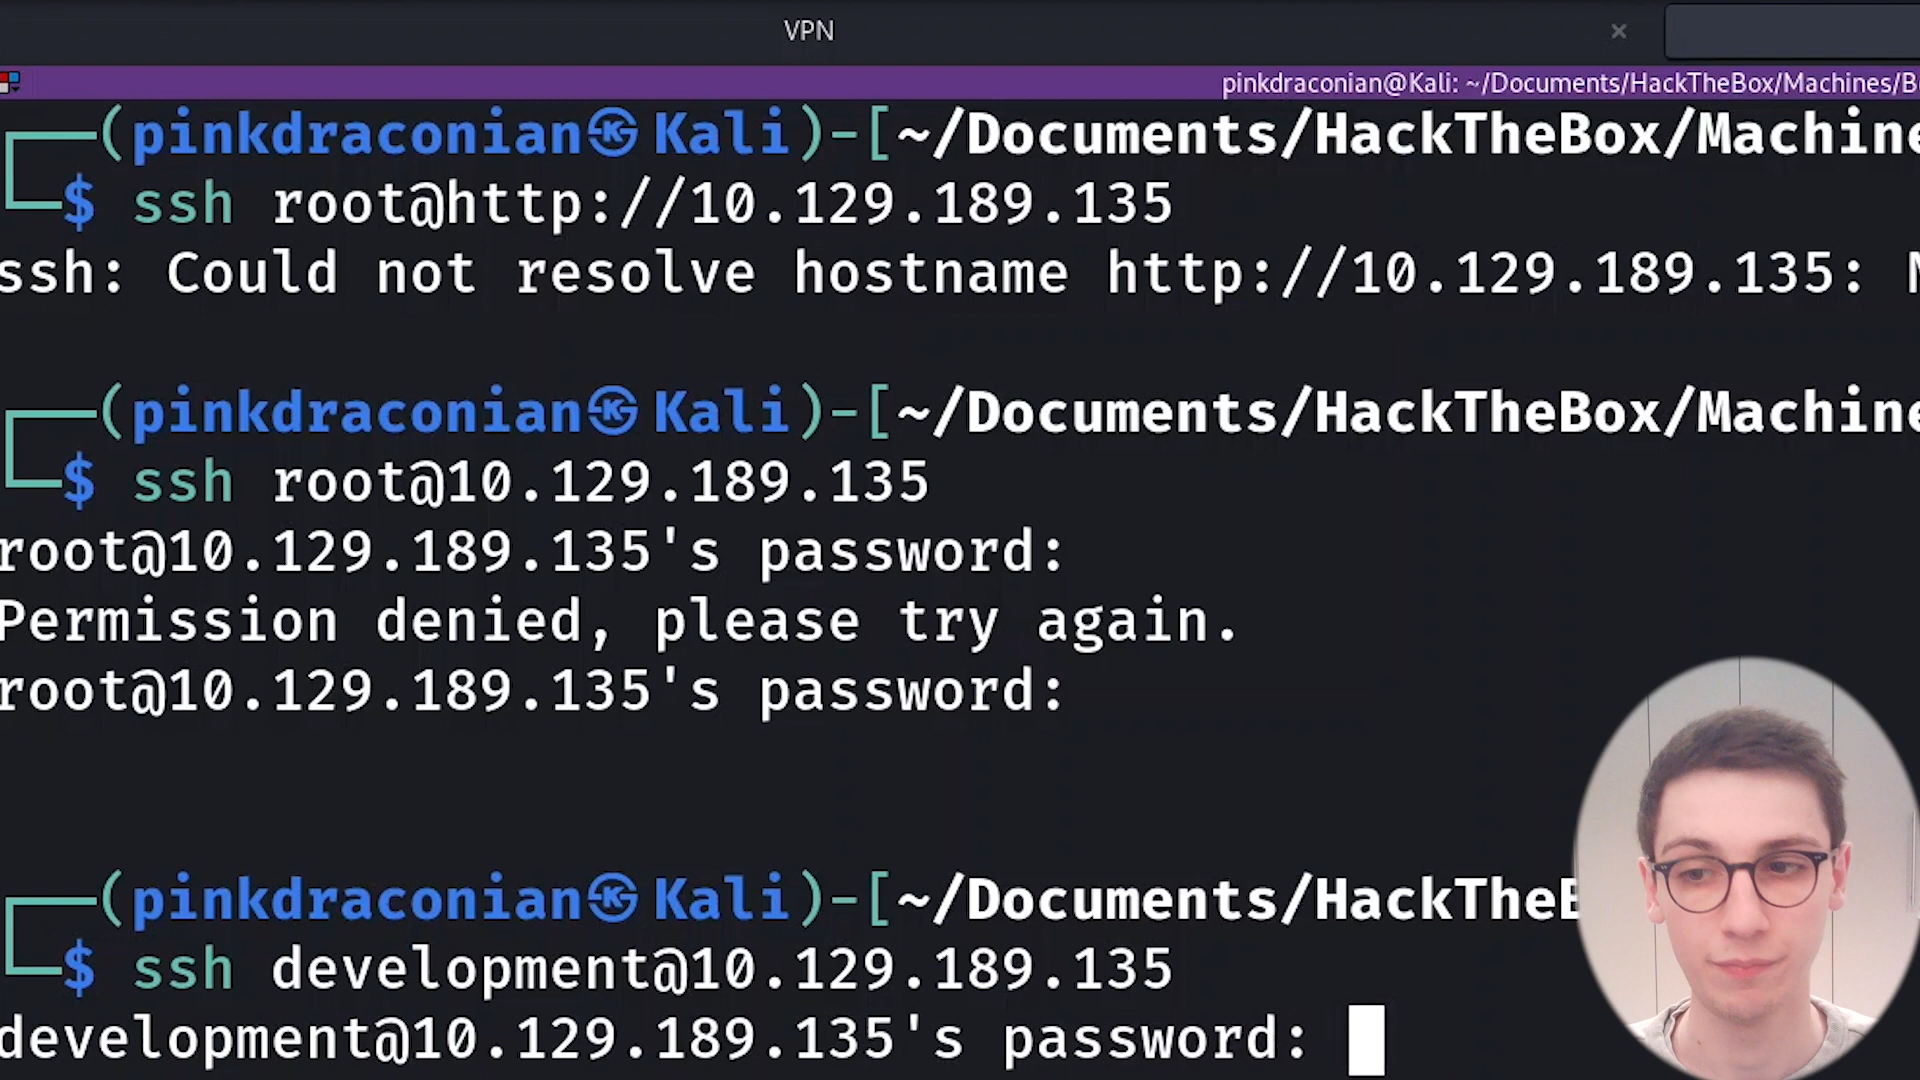 VPN ×
pinkdraconian@Kali: ~/Documents/HackTheBox/Machines/B
(pinkdraconian㉿Kali)-[~/Documents/HackTheBox/Machine
$ ssh root@http://10.129.189.135
ssh: Could not resolve hostname http://10.129.189.135: N
(pinkdraconian㉿Kali)-[~/Documents/HackTheBox/Machine
$ ssh root@10.129.189.135
root@10.129.189.135's password:
Permission denied, please try again.
root@10.129.189.135's password:
(pinkdraconian㉿Kali)-[~/Documents/HackTheB
$ ssh development@10.129.189.135
development@10.129.189.135's password: